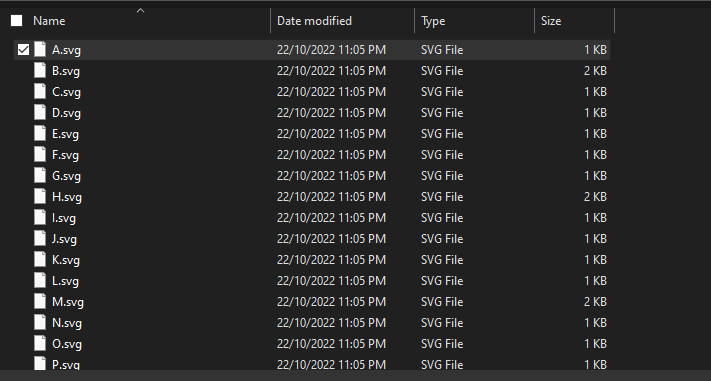 Name Date modified Type Size
A.svg 22/10/2022 11:05 PM SVG File 1 KB
B.svg 22/10/2022 11:05 PM SVG File 2 KB
C.svg 22/10/2022 11:05 PM SVG File 1 KB
D.svg 22/10/2022 11:05 PM SVG File 1 KB
E.svg 22/10/2022 11:05 PM SVG File 1 KB
F.svg 22/10/2022 11:05 PM SVG File 1 KB
G.svg 22/10/2022 11:05 PM SVG File 1 KB
H.svg 22/10/2022 11:05 PM SVG File 2 KB
I.svg 22/10/2022 11:05 PM SVG File 1 KB
J.svg 22/10/2022 11:05 PM SVG File 1 KB
K.svg 22/10/2022 11:05 PM SVG File 1 KB
L.svg 22/10/2022 11:05 PM SVG File 1 KB
M.svg 22/10/2022 11:05 PM SVG File 2 KB
N.svg 22/10/2022 11:05 PM SVG File 1 KB
O.svg 22/10/2022 11:05 PM SVG File 1 KB
P.svg 22/10/2022 11:05 PM SVG File 1 KB